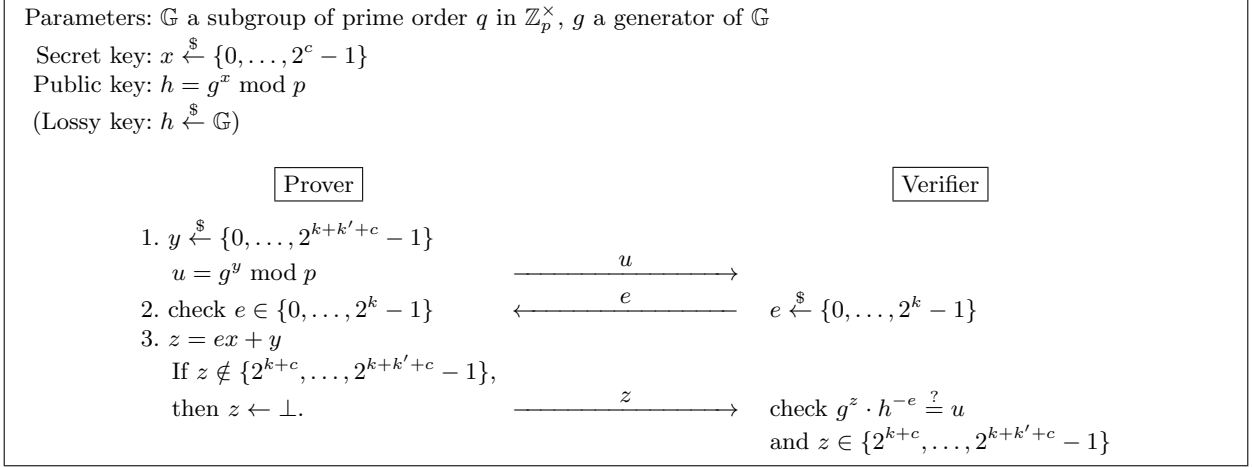 Parameters: 𝔾 a subgroup of prime order q in ℤ_p^×, g a generator of 𝔾
Secret key: x ←$ {0, . . . , 2^c − 1}
Public key: h = g^x mod p
(Lossy key: h ←$ 𝔾)
Prover Verifier
1. y ←$ {0, . . . , 2^{k+k′+c} − 1}
u = g^y mod p u
2. check e ∈ {0, . . . , 2^k − 1} e e ←$ {0, . . . , 2^k − 1}
3. z = ex + y
If z ∉ {2^{k+c}, . . . , 2^{k+k′+c} − 1},
then z ← ⊥. z check g^z · h^{−e} ≟ u
and z ∈ {2^{k+c}, . . . , 2^{k+k′+c} − 1}